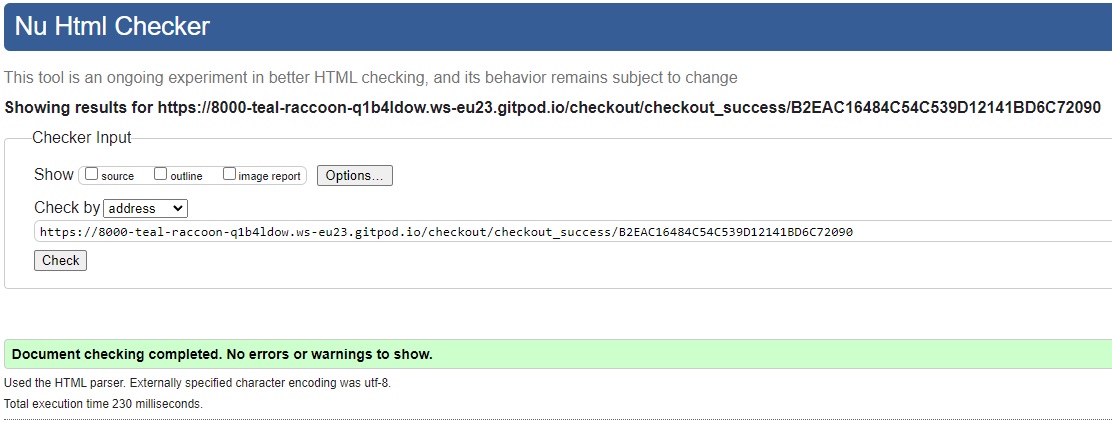 Nu Html Checker
This tool is an ongoing experiment in better HTML checking, and its behavior remains subject to change
Showing results for https://8000-teal-raccoon-q1b4ldow.ws-eu23.gitpod.io/checkout/checkout_success/B2EAC16484C54C539D12141BD6C72090
Checker Input
Show source outline image report Options...
Check by address
https://8000-teal-raccoon-q1b4ldow.ws-eu23.gitpod.io/checkout/checkout_success/B2EAC16484C54C539D12141BD6C72090
Check
Document checking completed. No errors or warnings to show.
Used the HTML parser. Externally specified character encoding was utf-8.
Total execution time 230 milliseconds.